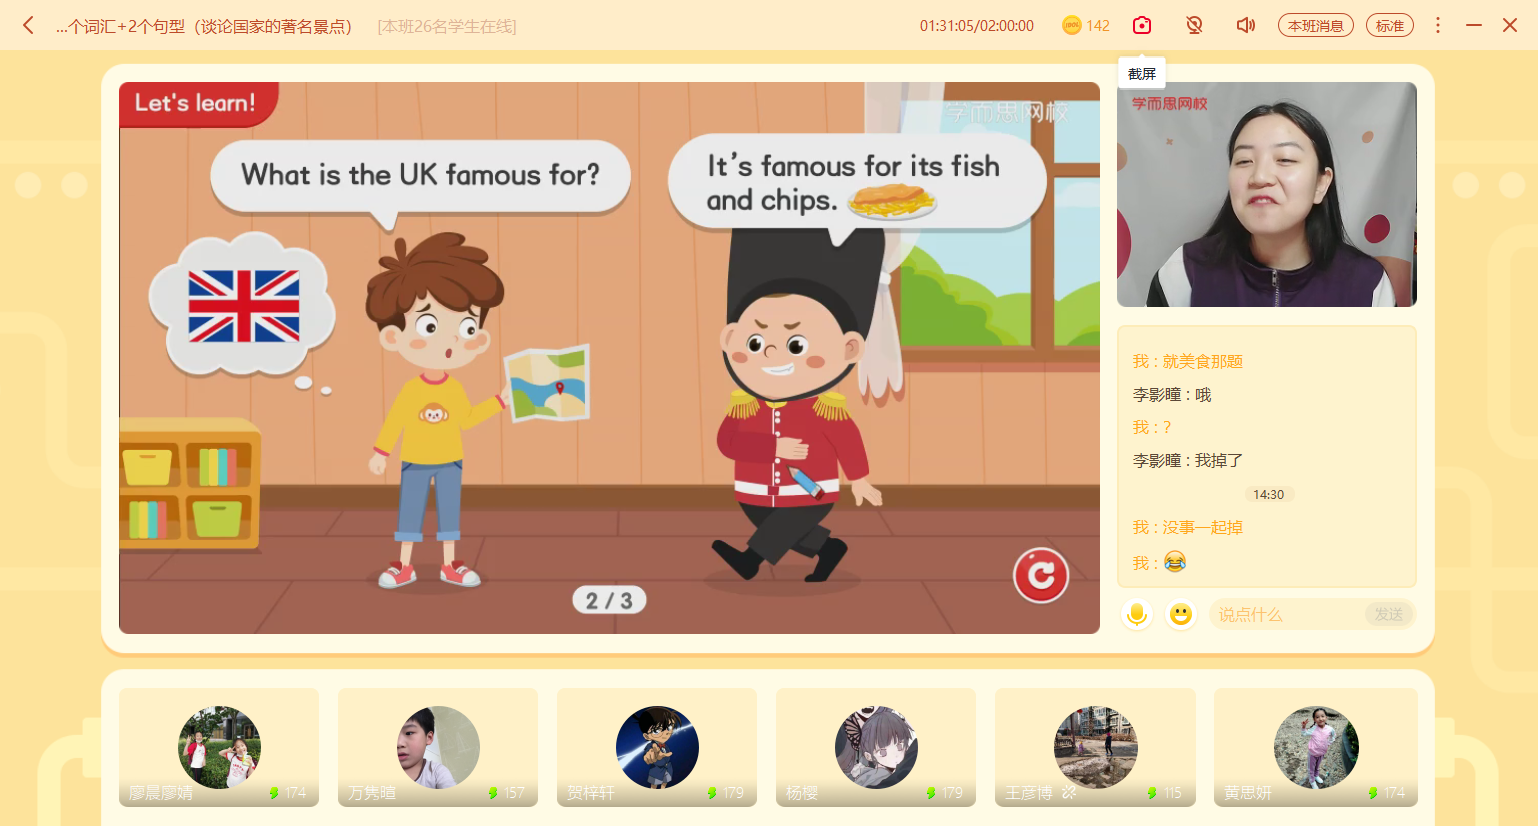 ...个词汇+2个句型（谈论国家的著名景点）
[本班26名学生在线]
01:31:05/02:00:00
142
本班消息
标准
截屏
Let's learn!
学而思网校
What is the UK famous for?
It's famous for its fish
and chips.
2 / 3
学而思网校
我 : 就美食那题
李影瞳 : 哦
我 : ?
李影瞳 : 我掉了
14:30
我 : 没事一起掉
我 : 😂
说点什么
发送
廖晨廖婧
174
万隽暄
157
贺梓轩
179
杨樱
179
王彦博
115
黄思妍
174